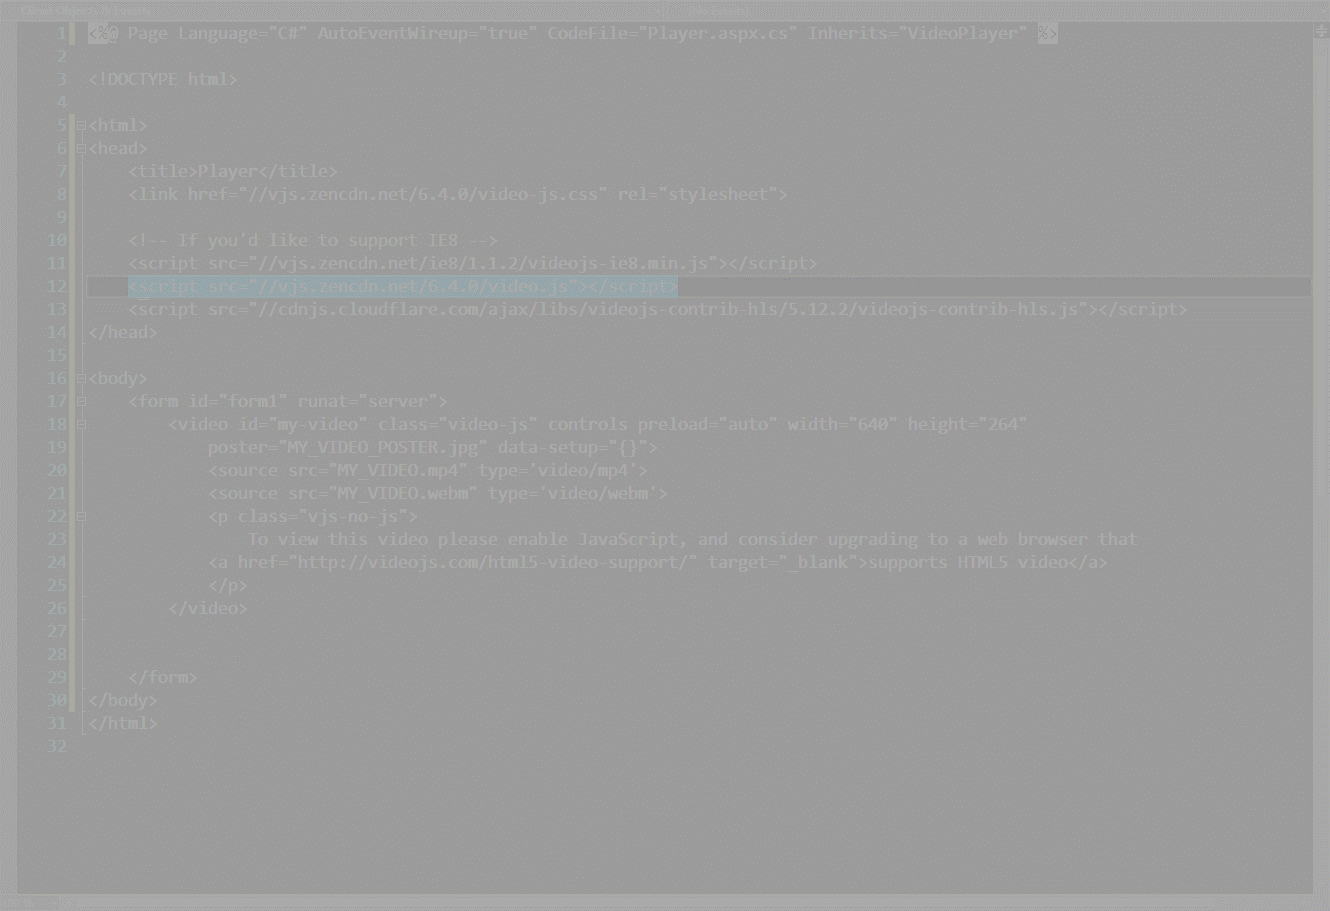 Client Objects & Events (No Events)
1 <%@ Page Language="C#" AutoEventWireup="true" CodeFile="Player.aspx.cs" Inherits="VideoPlayer" %>
2
3 <!DOCTYPE html>
4
5 <html>
6 <head>
7 <title>Player</title>
8 <link href="//vjs.zencdn.net/6.4.0/video-js.css" rel="stylesheet">
9
10 <!-- If you'd like to support IE8 -->
11 <script src="//vjs.zencdn.net/ie8/1.1.2/videojs-ie8.min.js"></script>
12 <script src="//vjs.zencdn.net/6.4.0/video.js"></script>
13 <script src="//cdnjs.cloudflare.com/ajax/libs/videojs-contrib-hls/5.12.2/videojs-contrib-hls.js"></script>
14 </head>
15
16 <body>
17 <form id="form1" runat="server">
18 <video id="my-video" class="video-js" controls preload="auto" width="640" height="264"
19 poster="MY_VIDEO_POSTER.jpg" data-setup="{}">
20 <source src="MY_VIDEO.mp4" type='video/mp4'>
21 <source src="MY_VIDEO.webm" type='video/webm'>
22 <p class="vjs-no-js">
23 To view this video please enable JavaScript, and consider upgrading to a web browser that
24 <a href="http://videojs.com/html5-video-support/" target="_blank">supports HTML5 video</a>
25 </p>
26 </video>
27
28
29 </form>
30 </body>
31 </html>
32